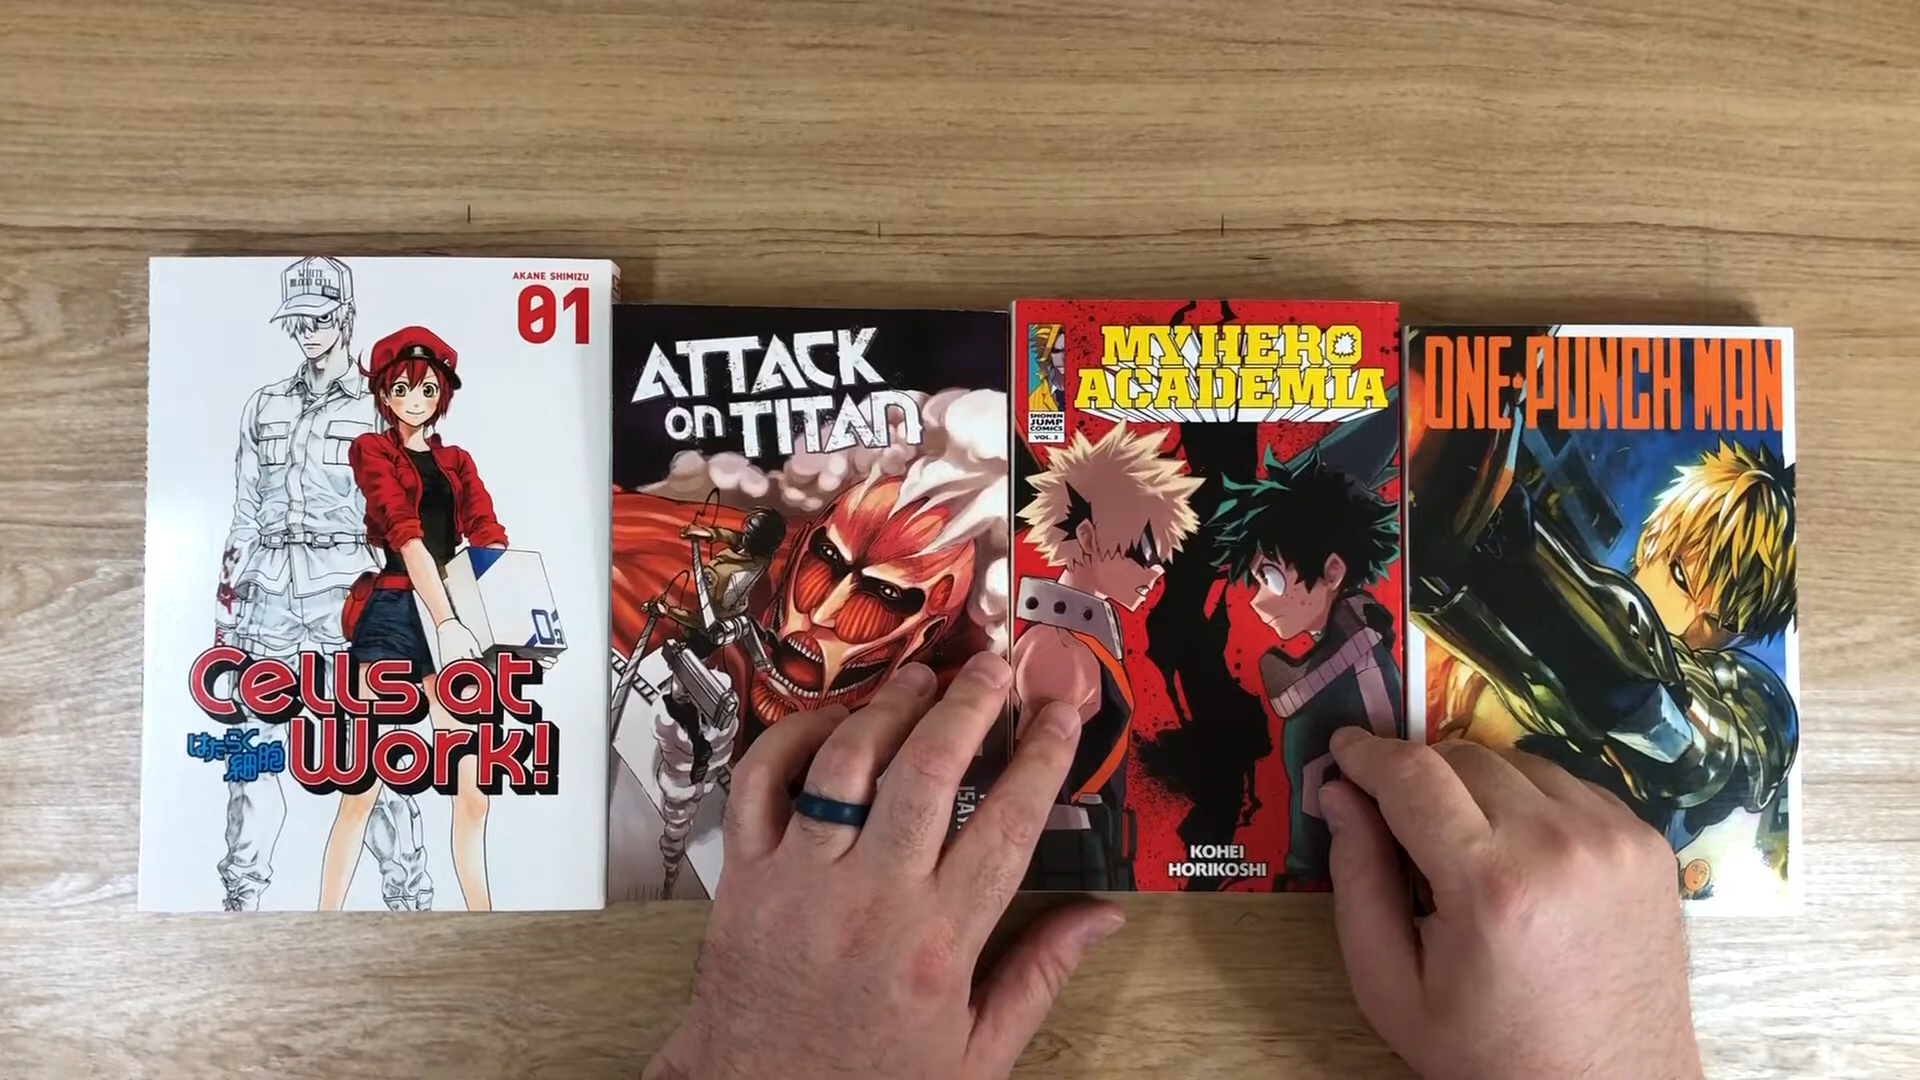 WHITE
BLOOD CELL
AKANE SHIMIZU
01
Cells at
Work!
はたらく
細胞
ATTACK
on TITAN
MY HERO
ACADEMIA
SHONEN
JUMP
COMICS
VOL. 2
KOHEI
HORIKOSHI
ONE-PUNCH MAN